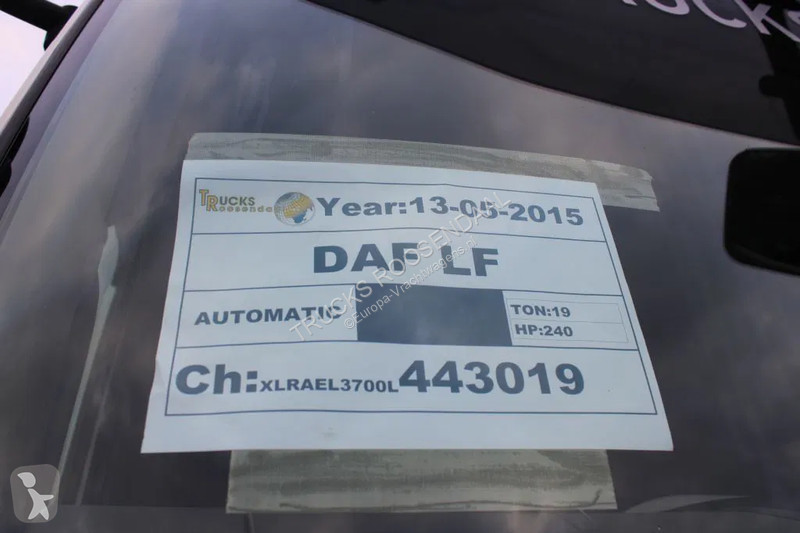 TRUCKS
TRUCKS
Roosendaal
Year:13-05-2015
DAF LF
AUTOMATIC
TON:19
HP:240
Ch:XLRAEL3700L443019
TRUCKS ROOSENDAAL
©Europa-Vrachtwagens.nl